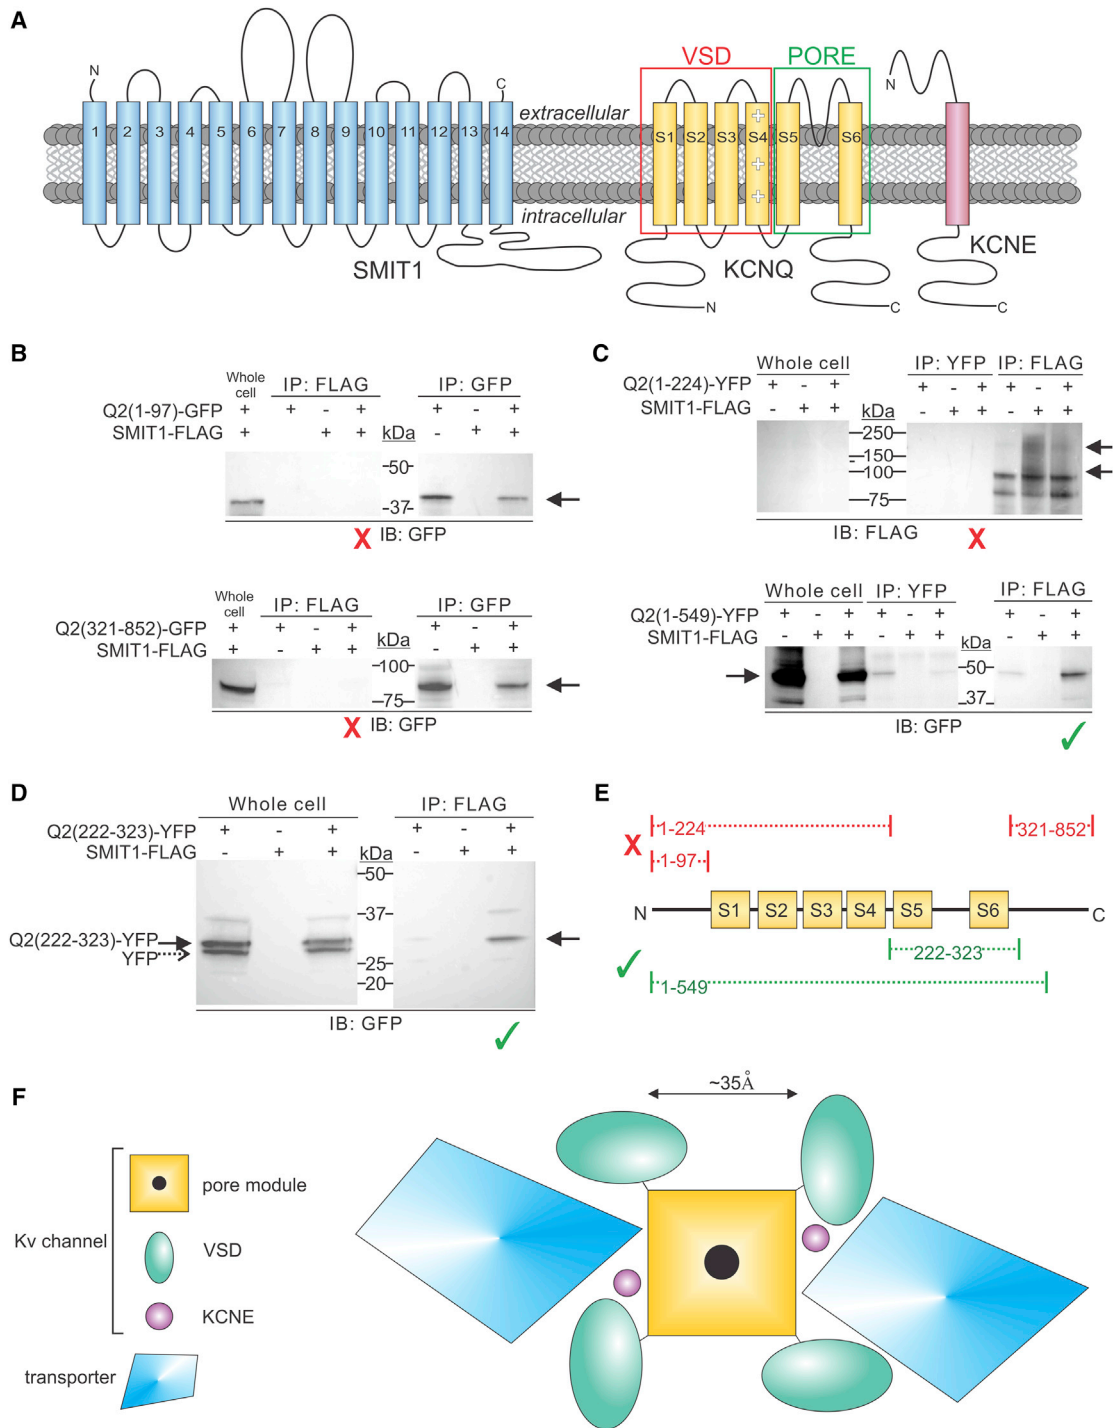 A
VSD PORE
N C N
extracellular
1 2 3 4 5 6 7 8 9 10 11 12 13 14
S1 S2 S3 S4 S5 S6
+
+
+
intracellular
SMIT1 KCNQ KCNE
N C C
B
Whole cell IP: FLAG IP: GFP
Q2(1-97)-GFP + + - + + - +
SMIT1-FLAG + - + + kDa - + +
-50-
-37-
X IB: GFP
Whole cell IP: FLAG IP: GFP
Q2(321-852)-GFP + + - + + - +
SMIT1-FLAG + - + + kDa - + +
-100-
-75-
X IB: GFP
C
Whole cell IP: YFP IP: FLAG
Q2(1-224)-YFP + - + + - + + - +
SMIT1-FLAG - + + kDa - + + - + +
-250-
-150-
-100-
-75-
IB: FLAG X
Whole cell IP: YFP IP: FLAG
Q2(1-549)-YFP + - + + - + + - +
SMIT1-FLAG - + + - + + kDa - + +
50-
37-
IB: GFP ✓
D
Whole cell IP: FLAG
Q2(222-323)-YFP + - + + - +
SMIT1-FLAG - + + kDa - + +
-50-
-37-
-25-
-20-
Q2(222-323)-YFP
YFP
IB: GFP
✓
E
X 1-224 321-852
1-97
N S1 S2 S3 S4 S5 S6 C
✓ 222-323
1-549
F
~35Å
Kv channel
pore module
VSD
KCNE
transporter